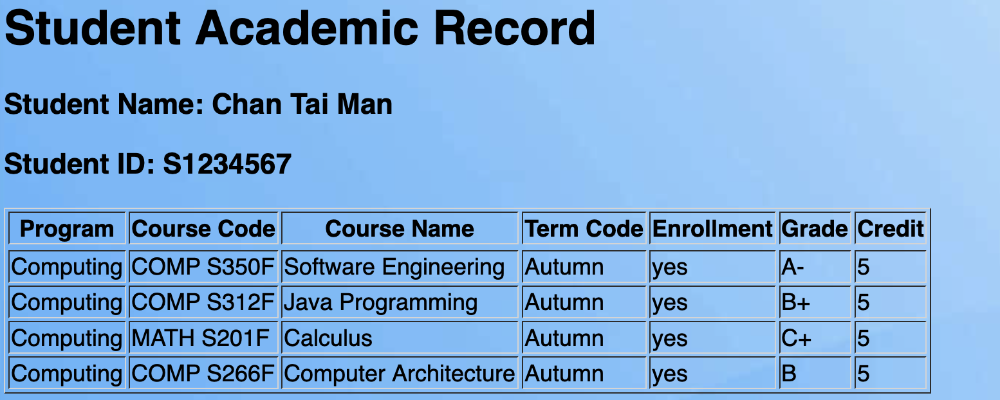 Student Academic Record
Student Name: Chan Tai Man
Student ID: S1234567
Program Course Code Course Name Term Code Enrollment Grade Credit
Computing COMP S350F Software Engineering Autumn yes A- 5
Computing COMP S312F Java Programming Autumn yes B+ 5
Computing MATH S201F Calculus Autumn yes C+ 5
Computing COMP S266F Computer Architecture Autumn yes B 5